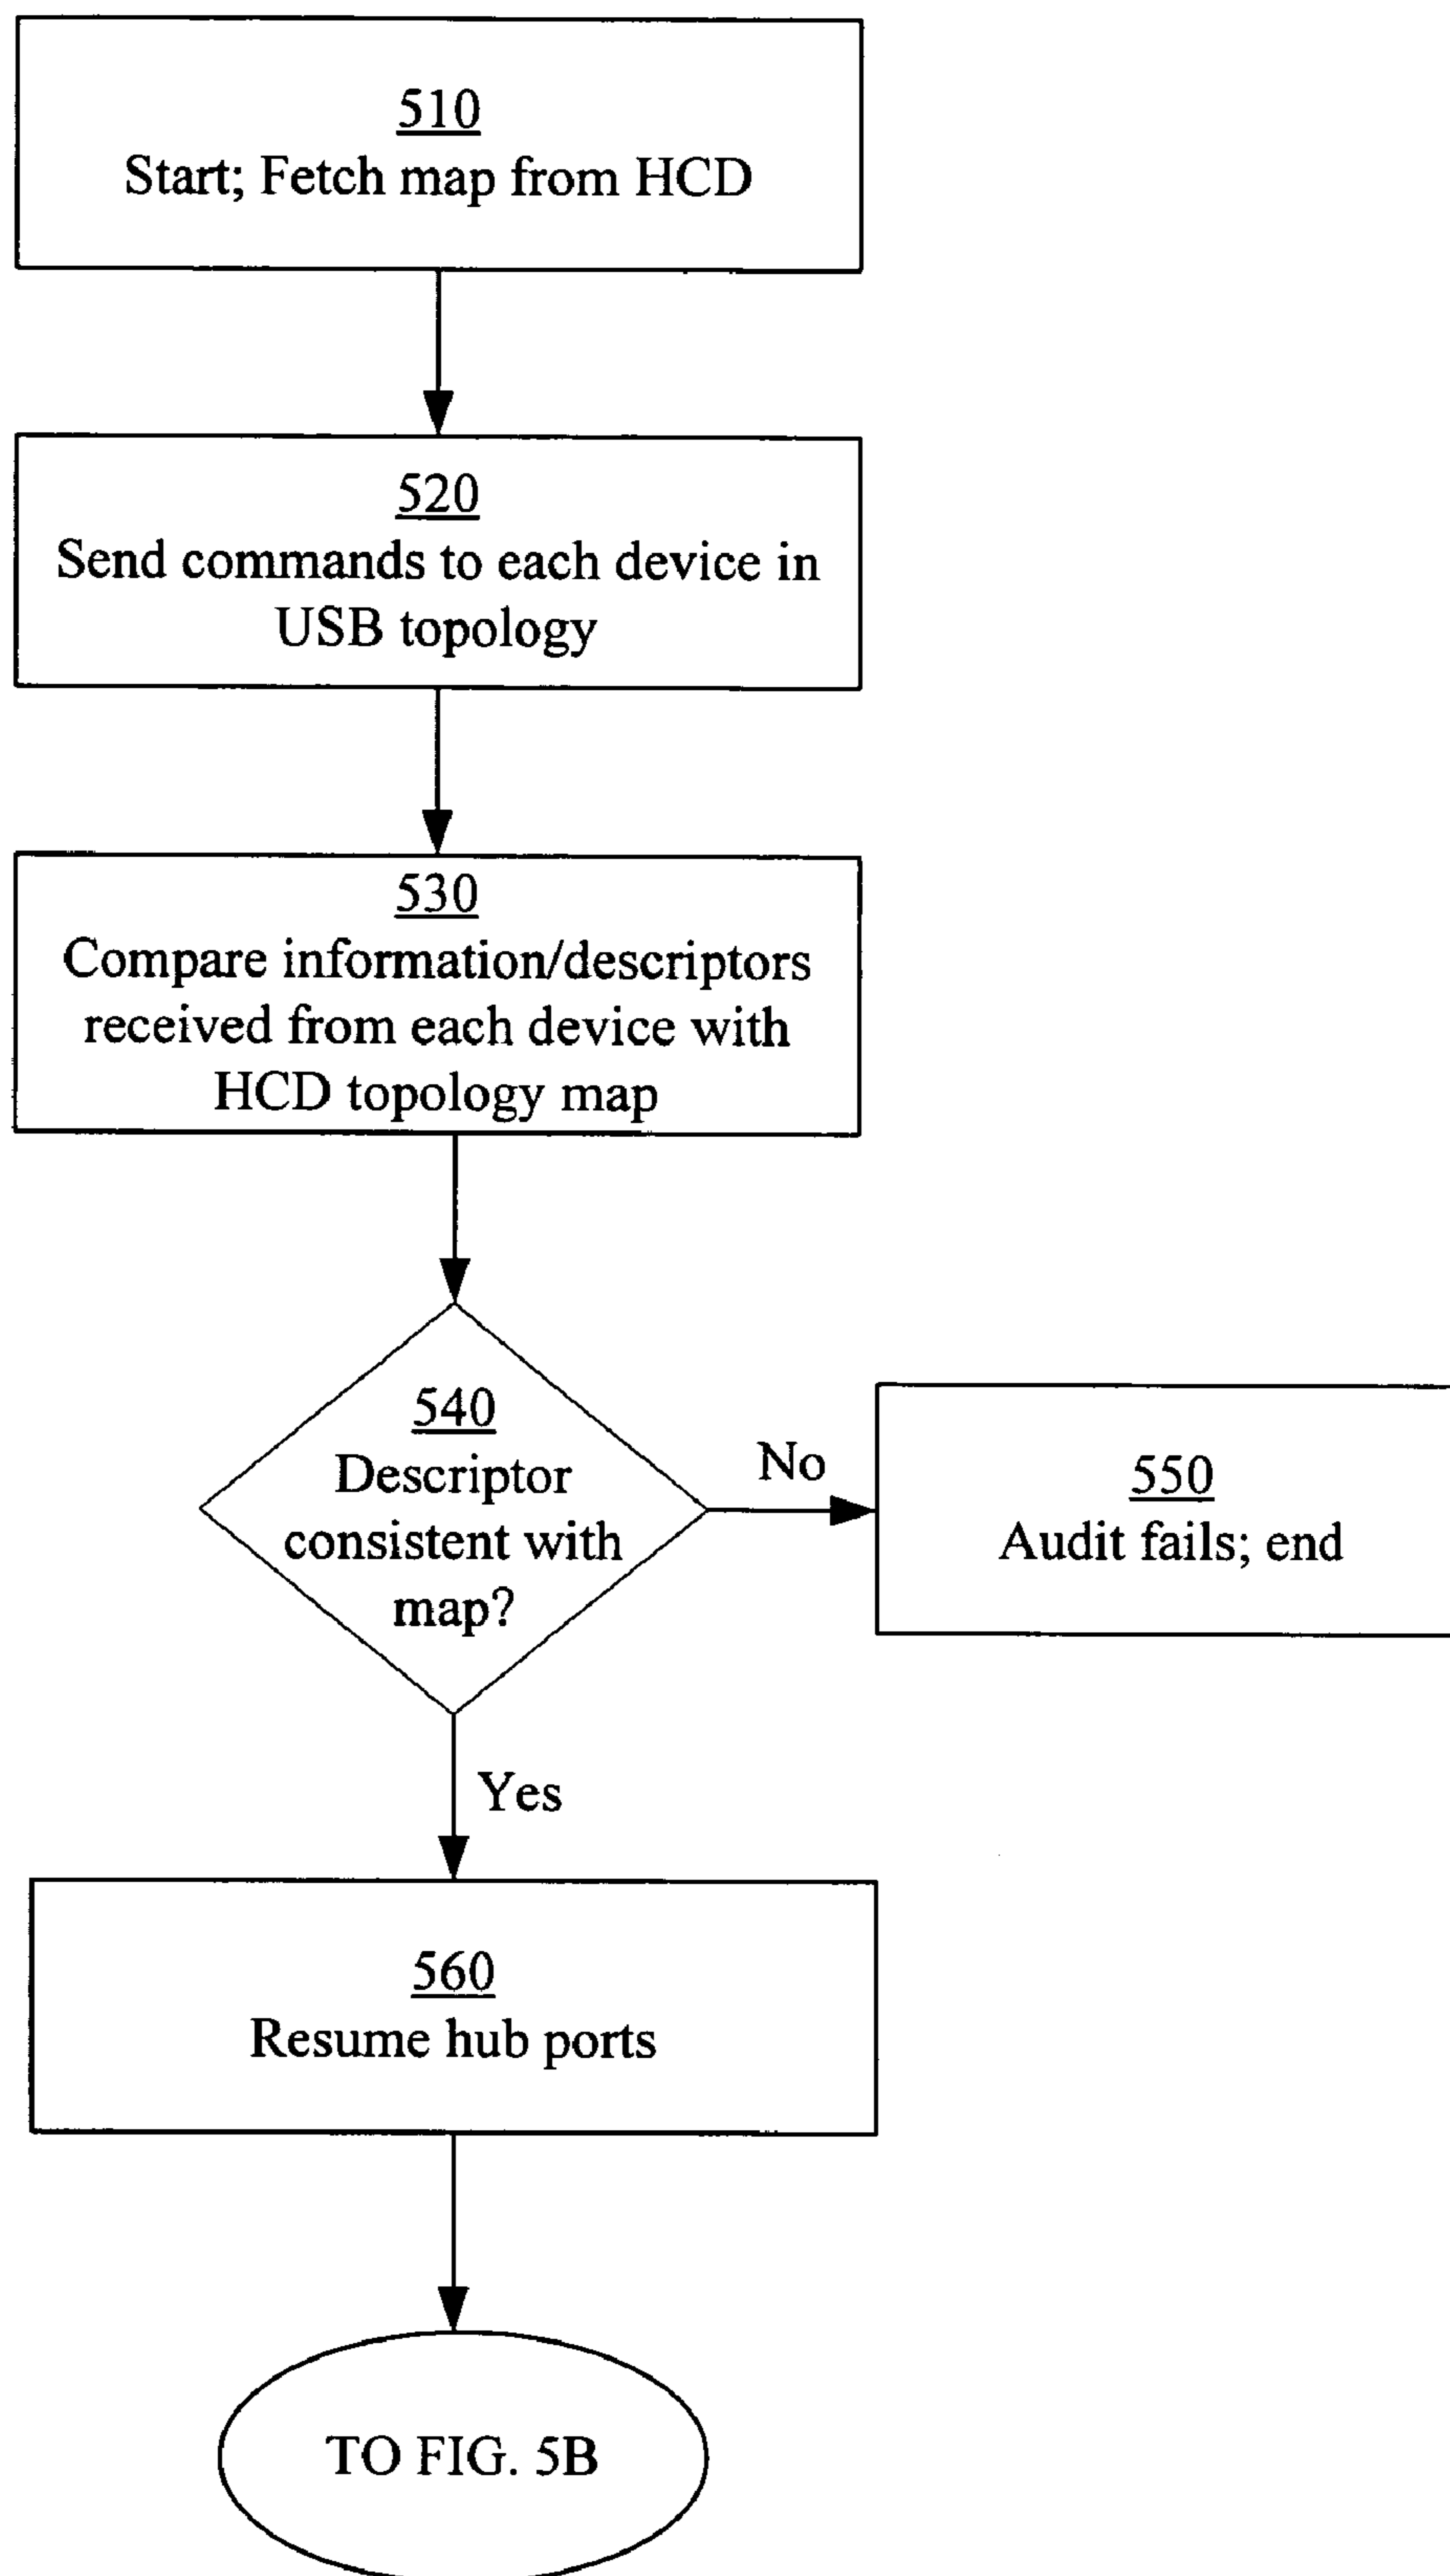 510
Start; Fetch map from HCD
520
Send commands to each device in
USB topology
530
Compare information/descriptors
received from each device with
HCD topology map
540
Descriptor
consistent with
map?
No
550
Audit fails; end
Yes
560
Resume hub ports
TO FIG. 5B